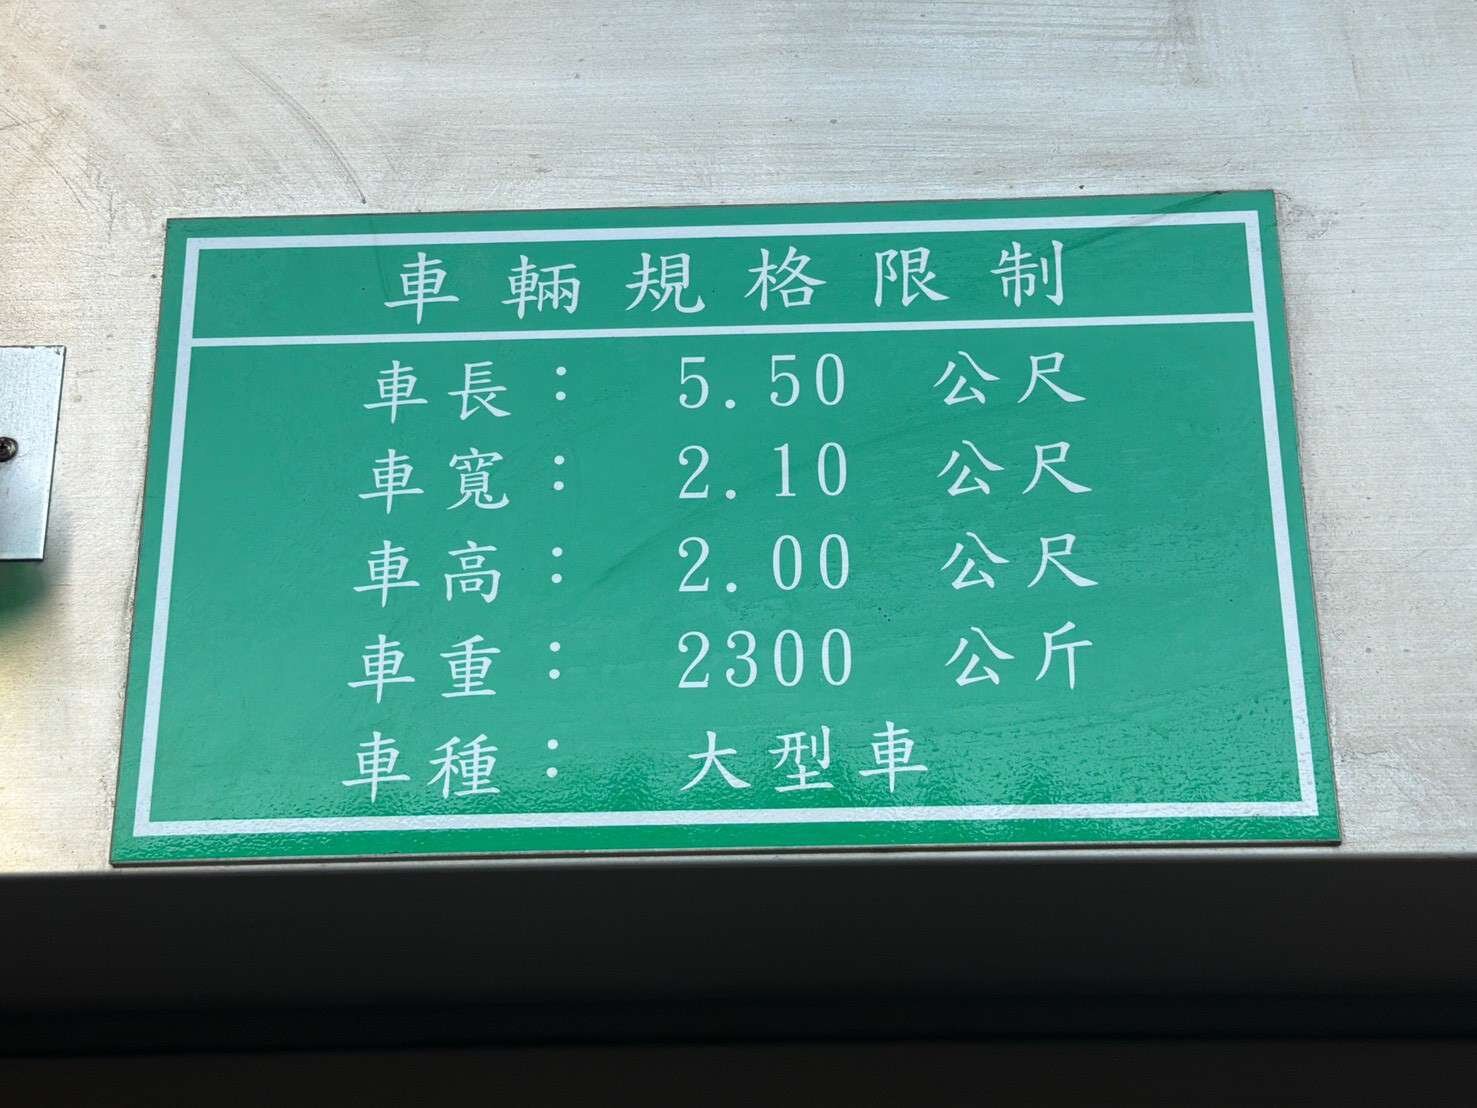 車輛規格限制
車長： 5.50 公尺
車寬： 2.10 公尺
車高： 2.00 公尺
車重： 2300 公斤
車種： 大型車